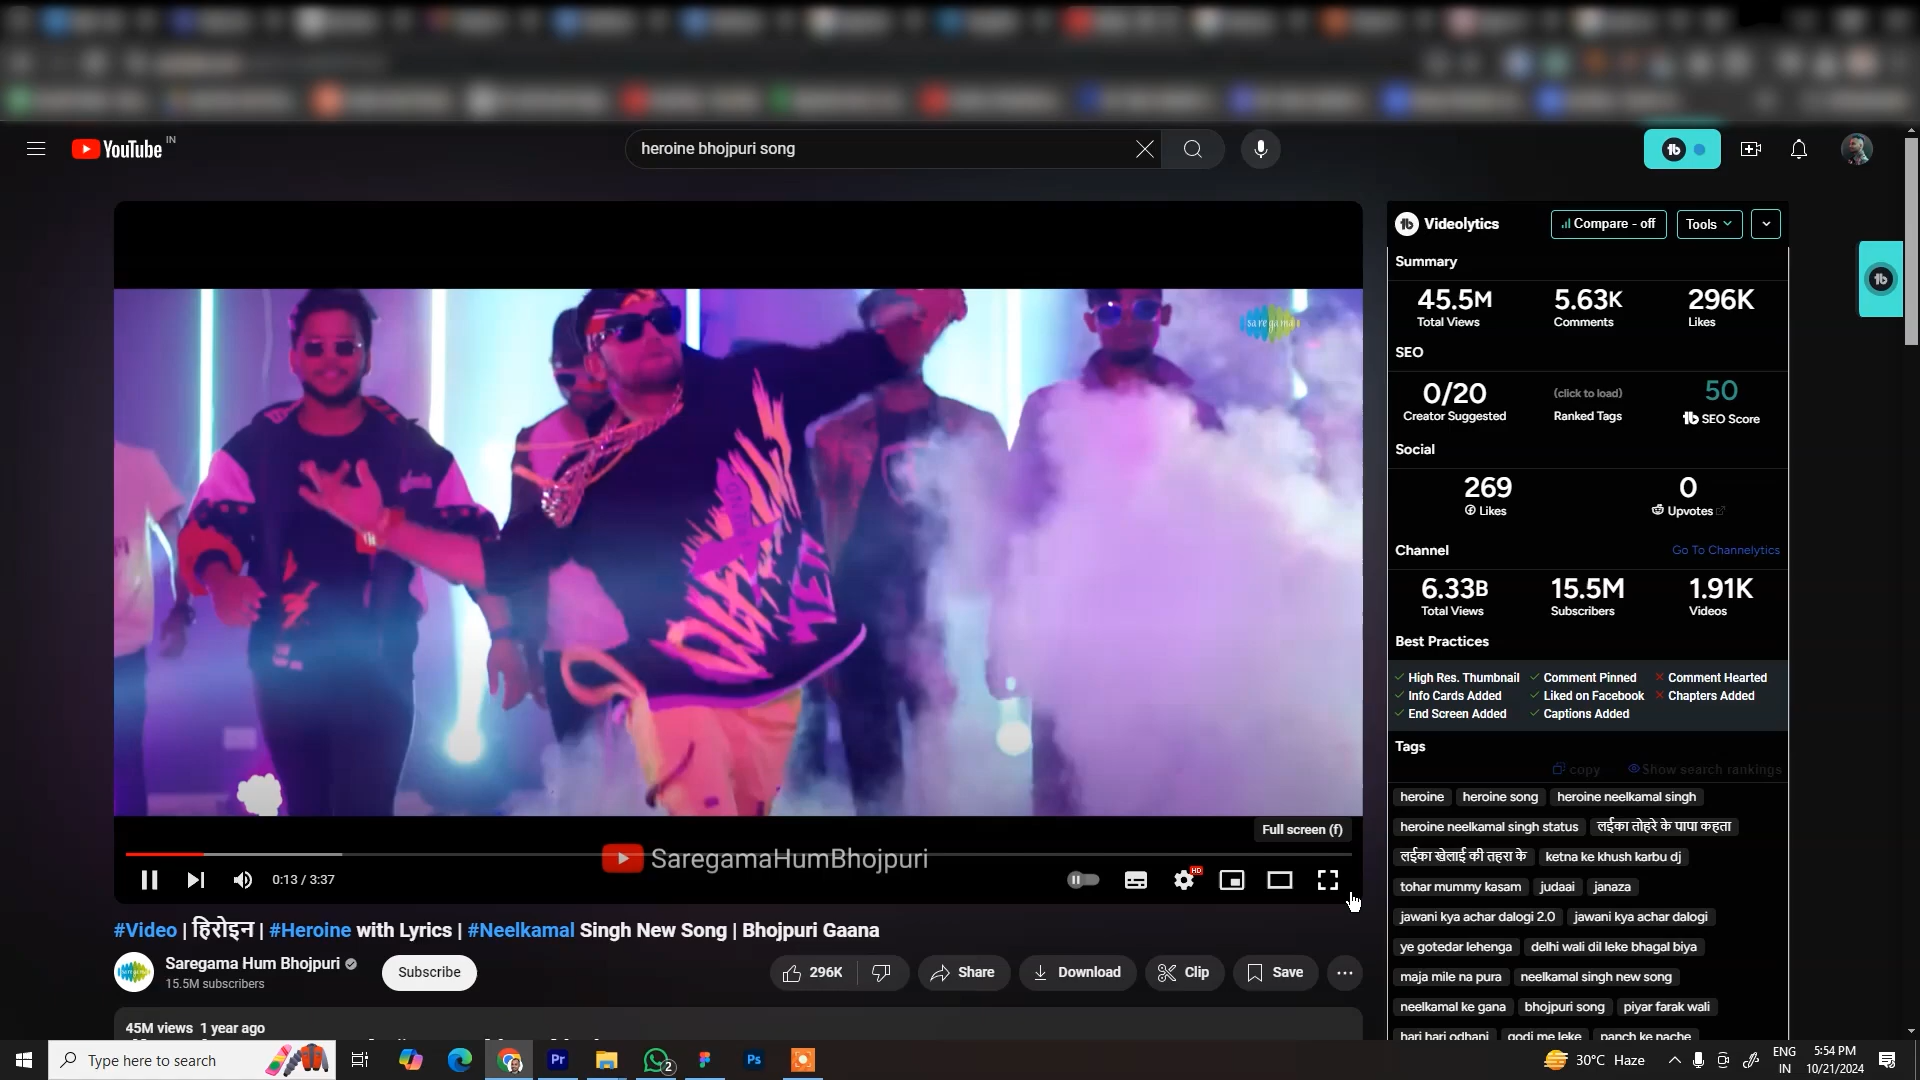 YouTube IN
heroine bhojpuri song
saregama
Full screen (f)
SaregamaHumBhojpuri
0:13 / 3:37
HD
#Video | हिरोइन | #Heroine with Lyrics | #Neelkamal Singh New Song | Bhojpuri Gaana
Saregama Hum Bhojpuri
15.5M subscribers
Subscribe
296K
Share
Download
Clip
Save
45M views 1 year ago
Videolytics
Compare - off
Tools
Summary
45.5M 5.63K 296K
Total Views Comments Likes
SEO
0/20 (click to load) 50
Creator Suggested Ranked Tags SEO Score
Social
269 0
Likes Upvotes
Channel Go To Channelytics
6.33B 15.5M 1.91K
Total Views Subscribers Videos
Best Practices
High Res. Thumbnail Comment Pinned Comment Hearted
Info Cards Added Liked on Facebook Chapters Added
End Screen Added Captions Added
Tags
copy Show search rankings
heroine heroine song heroine neelkamal singh
heroine neelkamal singh status लईका तोहरे के पापा कहता
लईका खेलाई की तहरा के ketna ke khush karbu dj
tohar mummy kasam judaai janaza
jawani kya achar dalogi 2.0 jawani kya achar dalogi
ye gotedar lehenga delhi wali dil leke bhagal biya
maja mile na pura neelkamal singh new song
neelkamal ke gana bhojpuri song piyar farak wali
hari hari odhani godi me leke panch ke nache
Type here to search
Pr
2
Ps
30°C Haze
ENG
IN
5:54 PM
10/21/2024